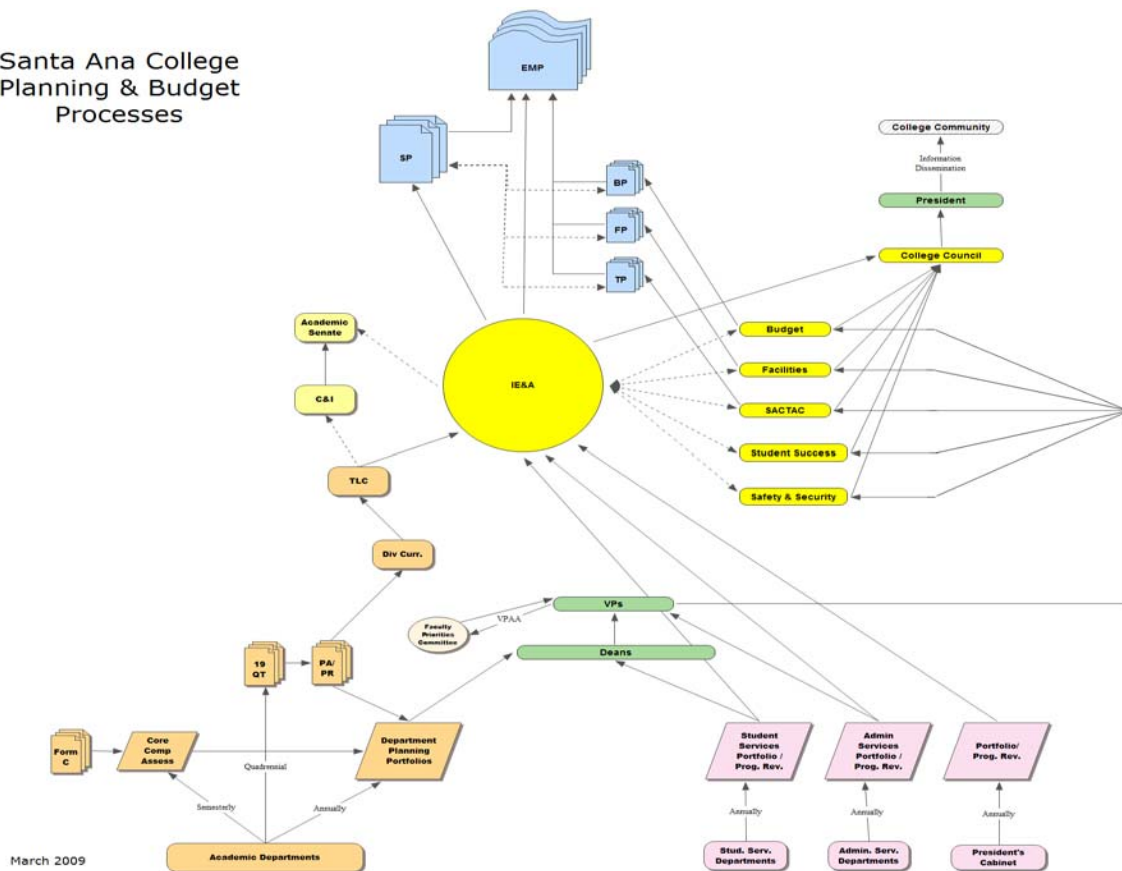 Santa Ana College
Planning & Budget
Processes
EMP
SP
BP
FP
TP
College Community
Information
Dissemination
President
College Council
Academic
Senate
C&I
TLC
Div Curr.
IE&A
Budget
Facilities
SACTAC
Student Success
Safety & Security
VPs
VPAA
Faculty
Priorities
Committee
Deans
19
QT
PA/
PR
Form
C
Core
Comp
Assess
Department
Planning
Portfolios
Quadrennial
Semesterly
Annually
Academic Departments
Student
Services
Portfolio /
Prog. Rev.
Admin
Services
Portfolio /
Prog. Rev.
Portfolio/
Prog. Rev.
Annually
Annually
Annually
Stud. Serv.
Departments
Admin. Serv.
Departments
President's
Cabinet
March 2009